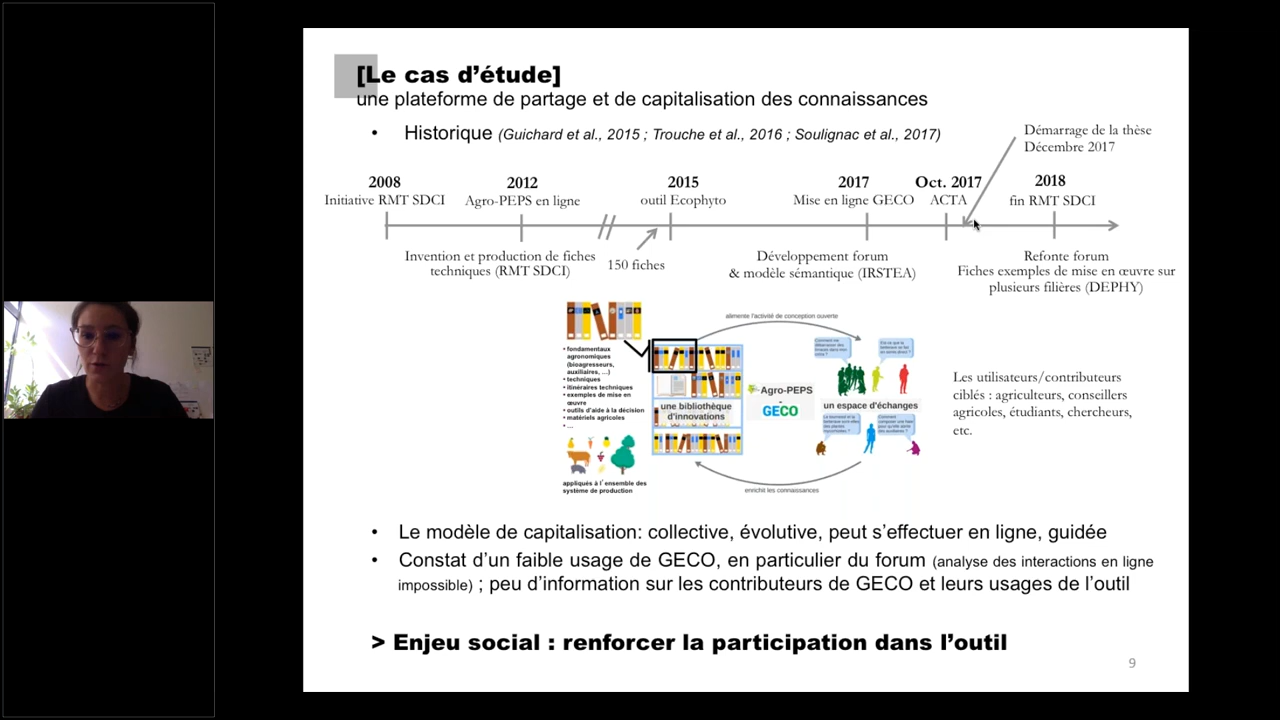 [Le cas d’étude]
une plateforme de partage et de capitalisation des connaissances
• Historique (Guichard et al., 2015 ; Trouche et al., 2016 ; Soulignac et al., 2017)
Démarrage de la thèse
Décembre 2017
2008
Initiative RMT SDCI
2012
Agro-PEPS en ligne
2015
outil Ecophyto
2017
Mise en ligne GECO
Oct. 2017
ACTA
2018
fin RMT SDCI
Invention et production de fiches
techniques (RMT SDCI)
150 fiches
Développement forum
& modèle sémantique (IRSTEA)
Refonte forum
Fiches exemples de mise en œuvre sur
plusieurs filières (DEPHY)
alimente l'activité de conception ouverte
• fondamentaux
agronomiques
(bioagresseurs,
auxiliaires, ...)
• techniques
• itinéraires techniques
• exemples de mise en
œuvre
• outils d'aide à la décision
• matériels agricoles
• ...
appliqués à l'ensemble des
système de production
une bibliothèque
d'innovations
Agro-PEPS
-
GECO
un espace d'échanges
enrichit les connaissances
Les utilisateurs/contributeurs
ciblés : agriculteurs, conseillers
agricoles, étudiants, chercheurs,
etc.
• Le modèle de capitalisation: collective, évolutive, peut s’effectuer en ligne, guidée
• Constat d’un faible usage de GECO, en particulier du forum (analyse des interactions en ligne
impossible) ; peu d’information sur les contributeurs de GECO et leurs usages de l’outil
> Enjeu social : renforcer la participation dans l’outil
9